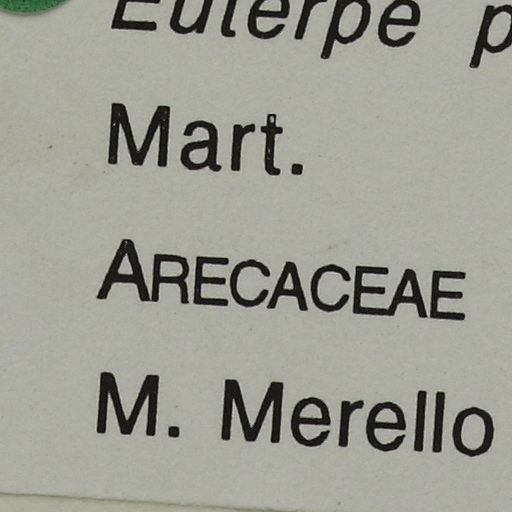 Euterpe p
Mart.
ARECACEAE
M. Merello